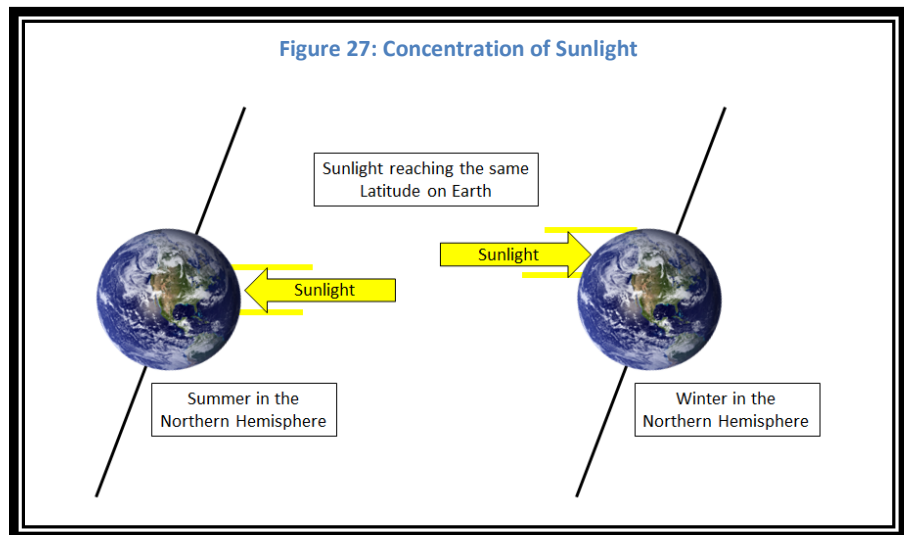 Figure 27: Concentration of Sunlight
Sunlight reaching the same
Latitude on Earth
Sunlight
Sunlight
Summer in the
Northern Hemisphere
Winter in the
Northern Hemisphere